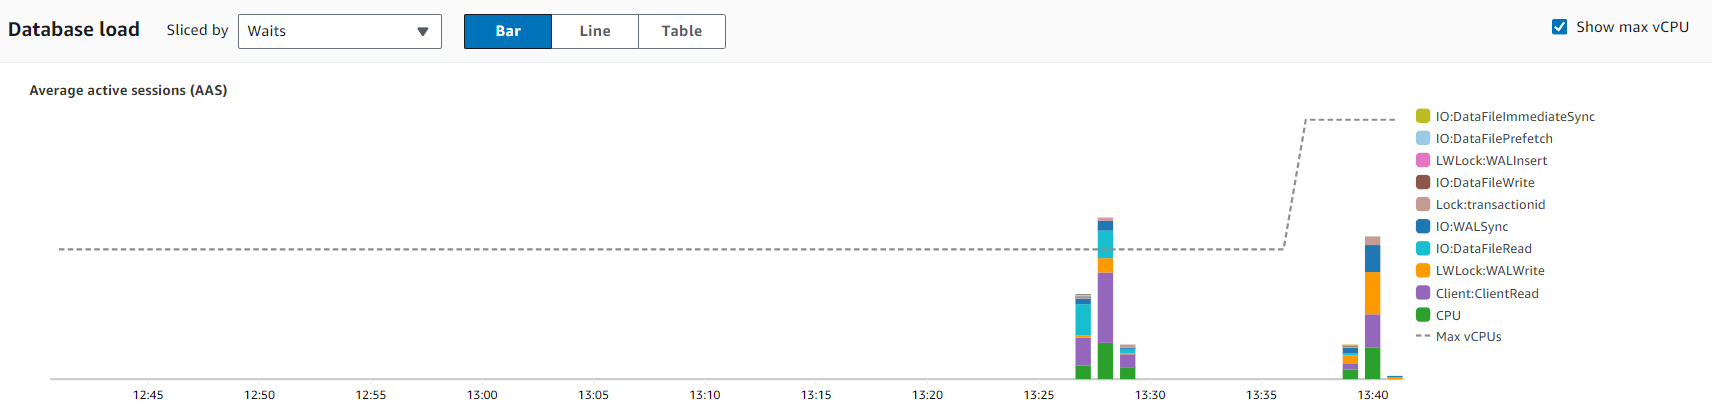 Database load Sliced by Waits Bar Line Table Show max vCPU
Average active sessions (AAS)
IO:DataFileImmediateSync
IO:DataFilePrefetch
LWLock:WALInsert
IO:DataFileWrite
Lock:transactionid
IO:WALSync
IO:DataFileRead
LWLock:WALWrite
Client:ClientRead
CPU
Max vCPUs
12:45 12:50 12:55 13:00 13:05 13:10 13:15 13:20 13:25 13:30 13:35 13:40